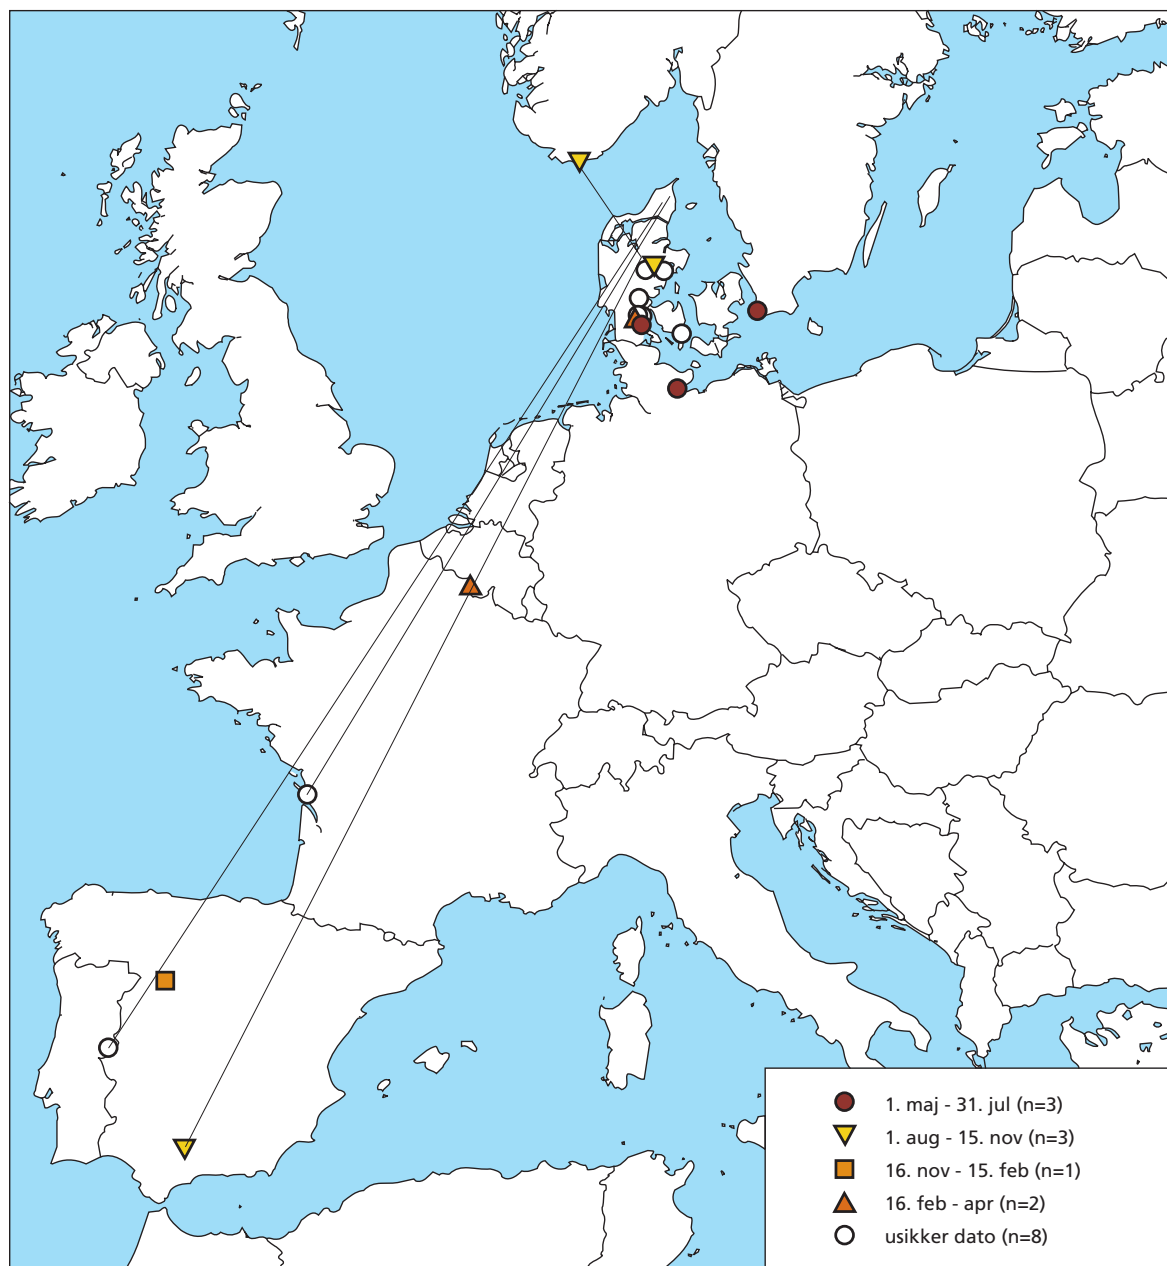 1. maj - 31. jul (n=3)
1. aug - 15. nov (n=3)
16. nov - 15. feb (n=1)
16. feb - apr (n=2)
usikker dato (n=8)